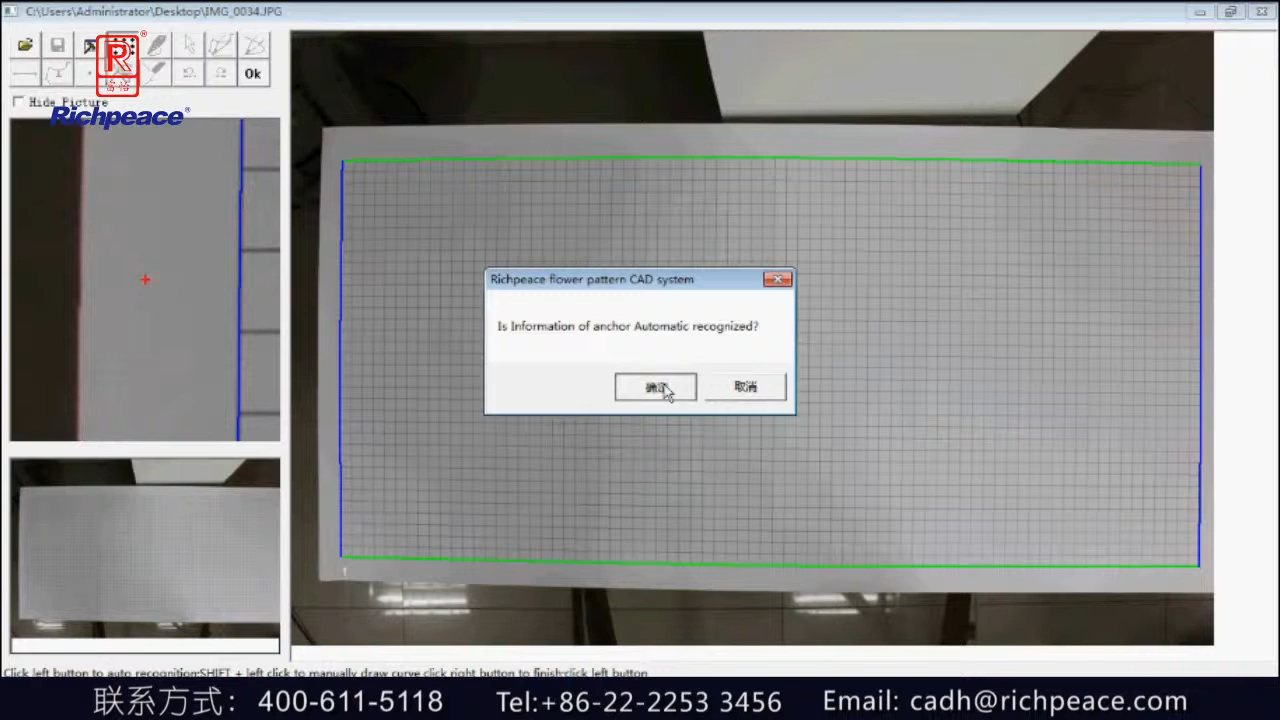 C:\Users\Administrator\Desktop\IMG_0034.JPG
Ok
Hide Picture
R
®
富怡
Richpeace®
Richpeace flower pattern CAD system
Is Information of anchor Automatic recognized?
确定
取消
Click left button to auto recognition:SHIFT + left click to manually draw curve click right button to finish:click left button
联系方式：400-611-5118
Tel:+86-22-2253 3456
Email: cadh@richpeace.com